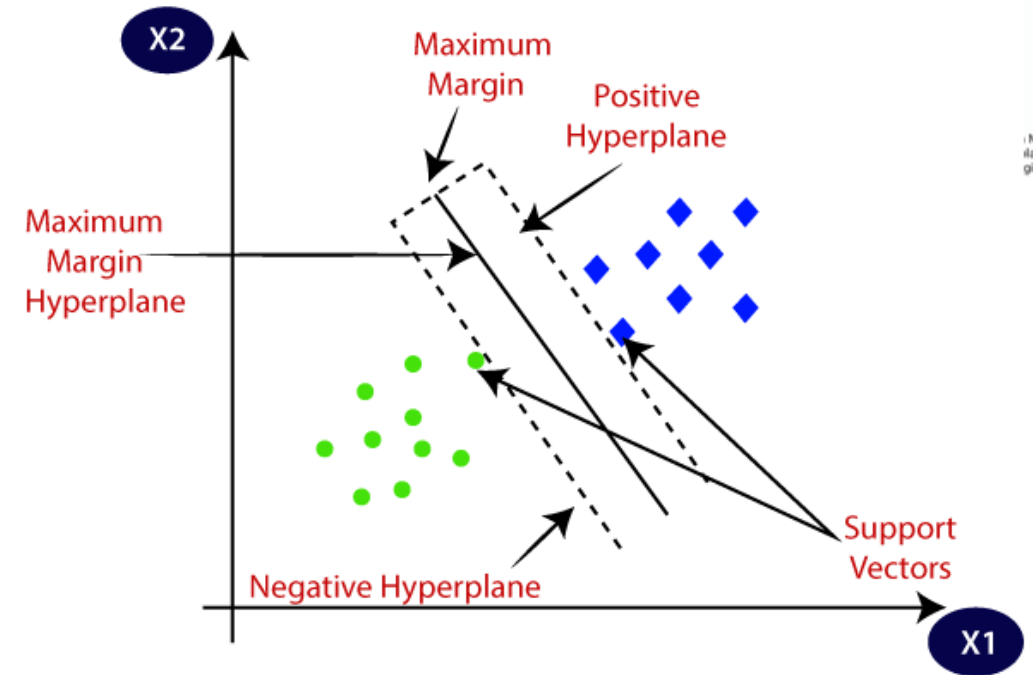 X2
Maximum
Margin
Positive
Hyperplane
Maximum
Margin
Hyperplane
Support
Vectors
Negative Hyperplane
X1